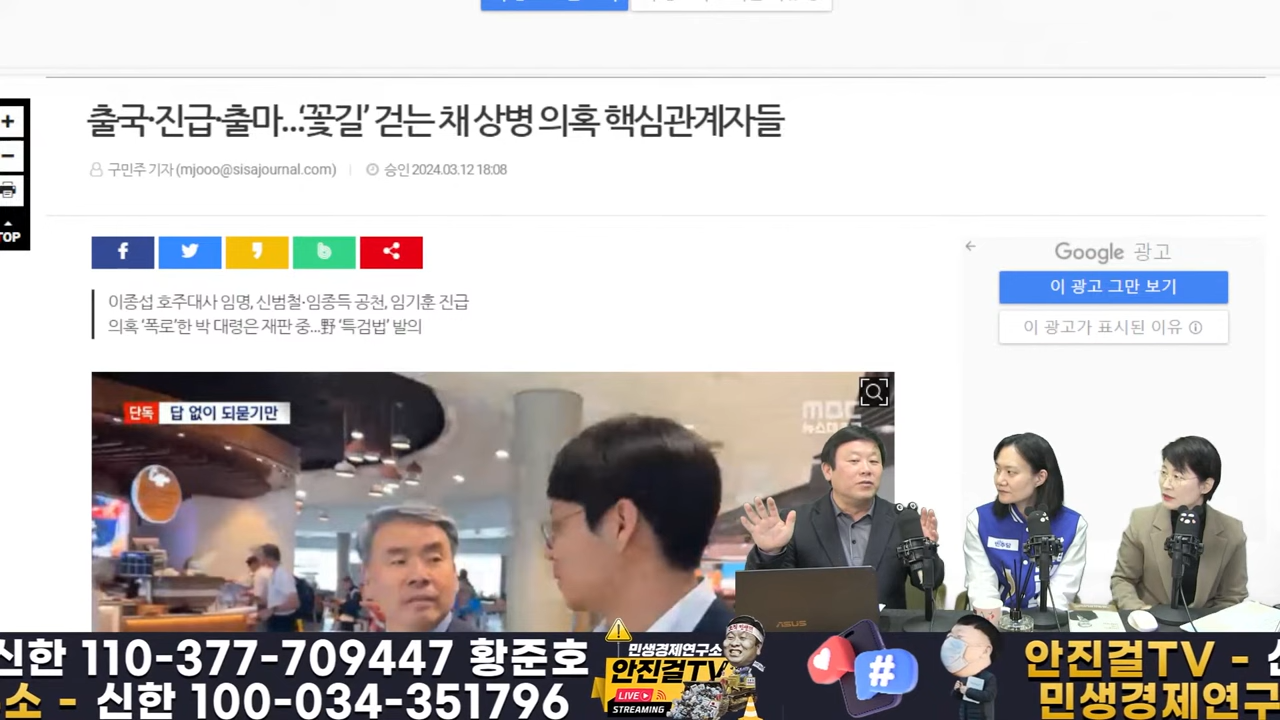 출국·진급·출마...‘꽃길’ 걷는 채 상병 의혹 핵심관계자들
구민주 기자 (mjooo@sisajournal.com) | 승인 2024.03.12 18:08
+
−
TOP
이종섭 호주대사 임명, 신범철·임종득 공천, 임기훈 진급
의혹 ‘폭로’한 박 대령은 재판 중...野 ‘특검법’ 발의
Google 광고
이 광고 그만 보기
이 광고가 표시된 이유
단독 답 없이 되묻기만
MBC
민주당
ASUS
신한 110-377-709447 황준호
소 - 신한 100-034-351796
민생경제연구소
안진걸TV
LIVE
STREAMING
#
안진걸TV -
민생경제연구